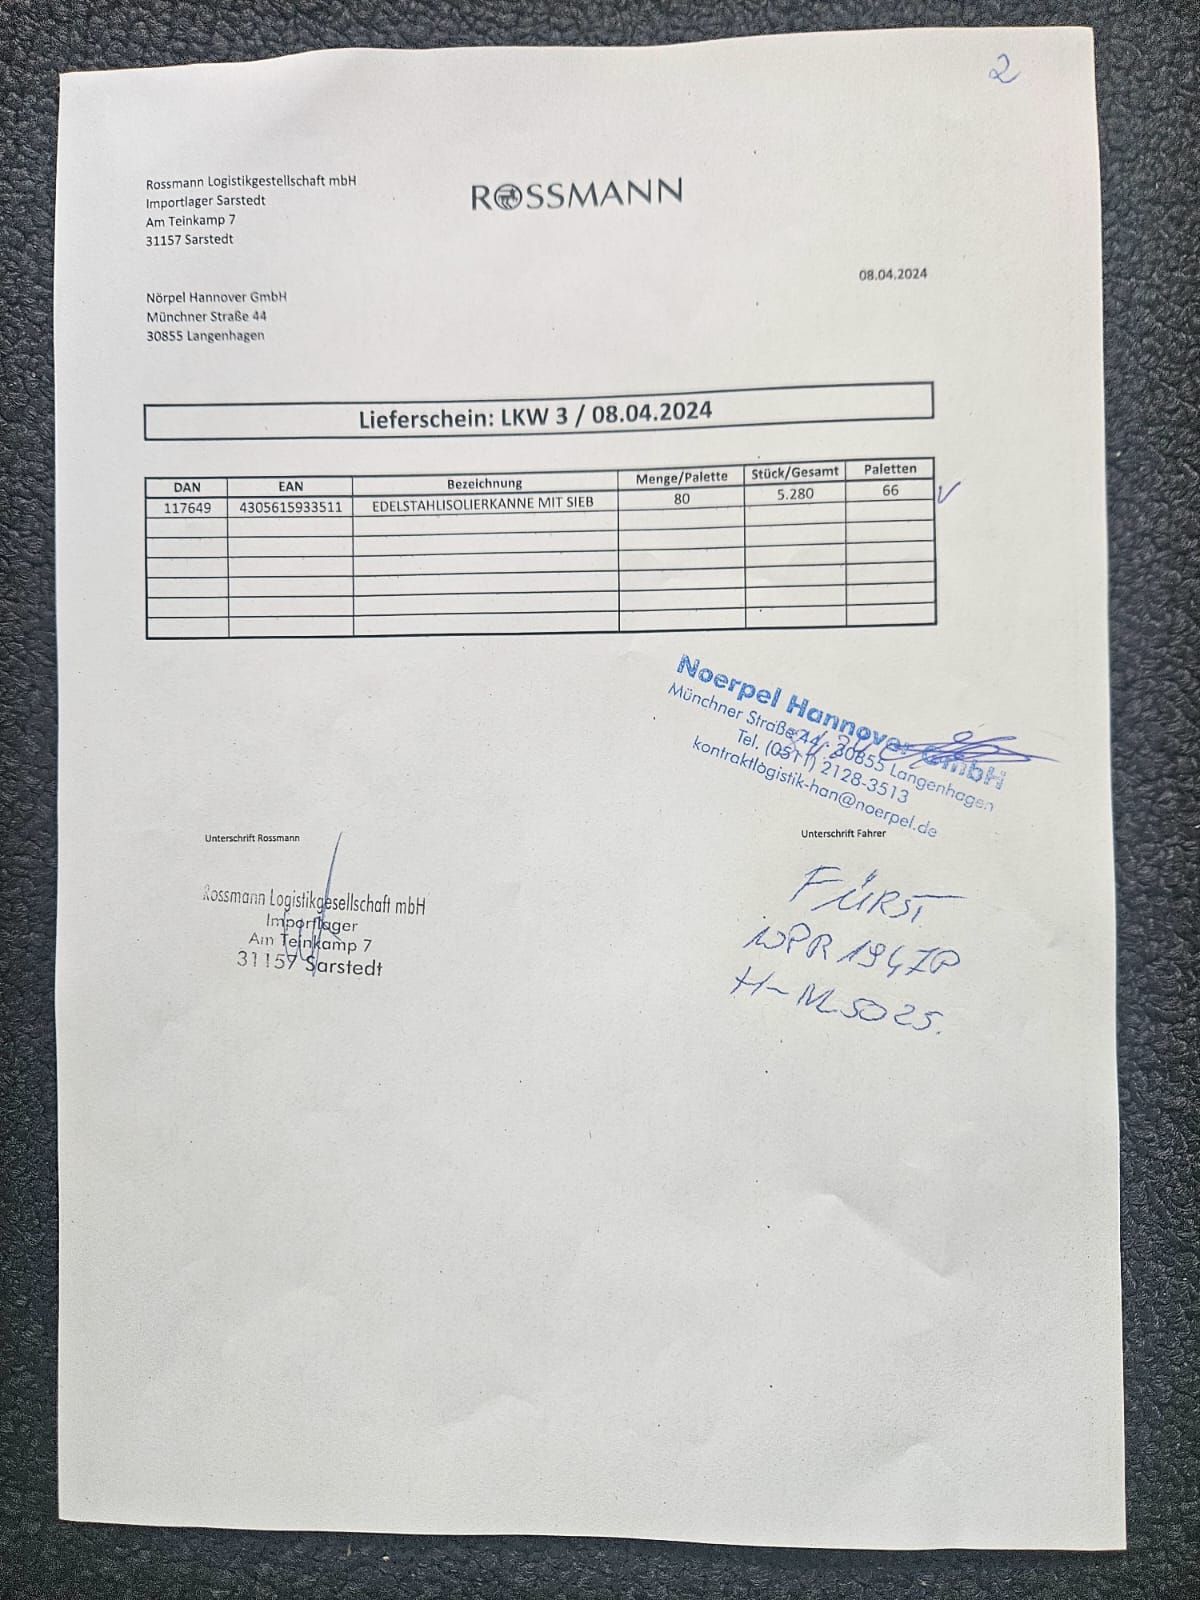 2
Rossmann Logistikgestellschaft mbH
Importlager Sarstedt
Am Teinkamp 7
31157 Sarstedt
ROSSMANN
08.04.2024
Nörpel Hannover GmbH
Münchner Straße 44
30855 Langenhagen
Lieferschein: LKW 3 / 08.04.2024
DAN EAN Bezeichnung Menge/Palette Stück/Gesamt Paletten
117649 4305615933511 EDELSTAHLISOLIERKANNE MIT SIEB 80 5.280 66
Noerpel Hannover GmbH
Münchner Straße 44 · 30855 Langenhagen
Tel. (0511) 2128-3513
kontraktlogistik-han@noerpel.de
Unterschrift Rossmann
Unterschrift Fahrer
Rossmann Logistikgesellschaft mbH
Importlager
Am Teinkamp 7
31157 Sarstedt
FÜRST
WPR 1947P
H-